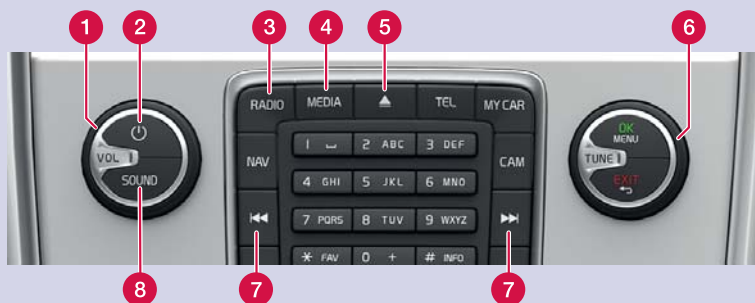 1 2 3 4 5 6
RADIO MEDIA TEL MY CAR
OK
MENU
VOL NAV 1 2 ABC 3 DEF CAM TUNE
SOUND 4 GHI 5 JKL 6 MNO EXIT
7 PQRS 8 TUV 9 WXYZ
* FAV 0 + # INFO
8 7 7